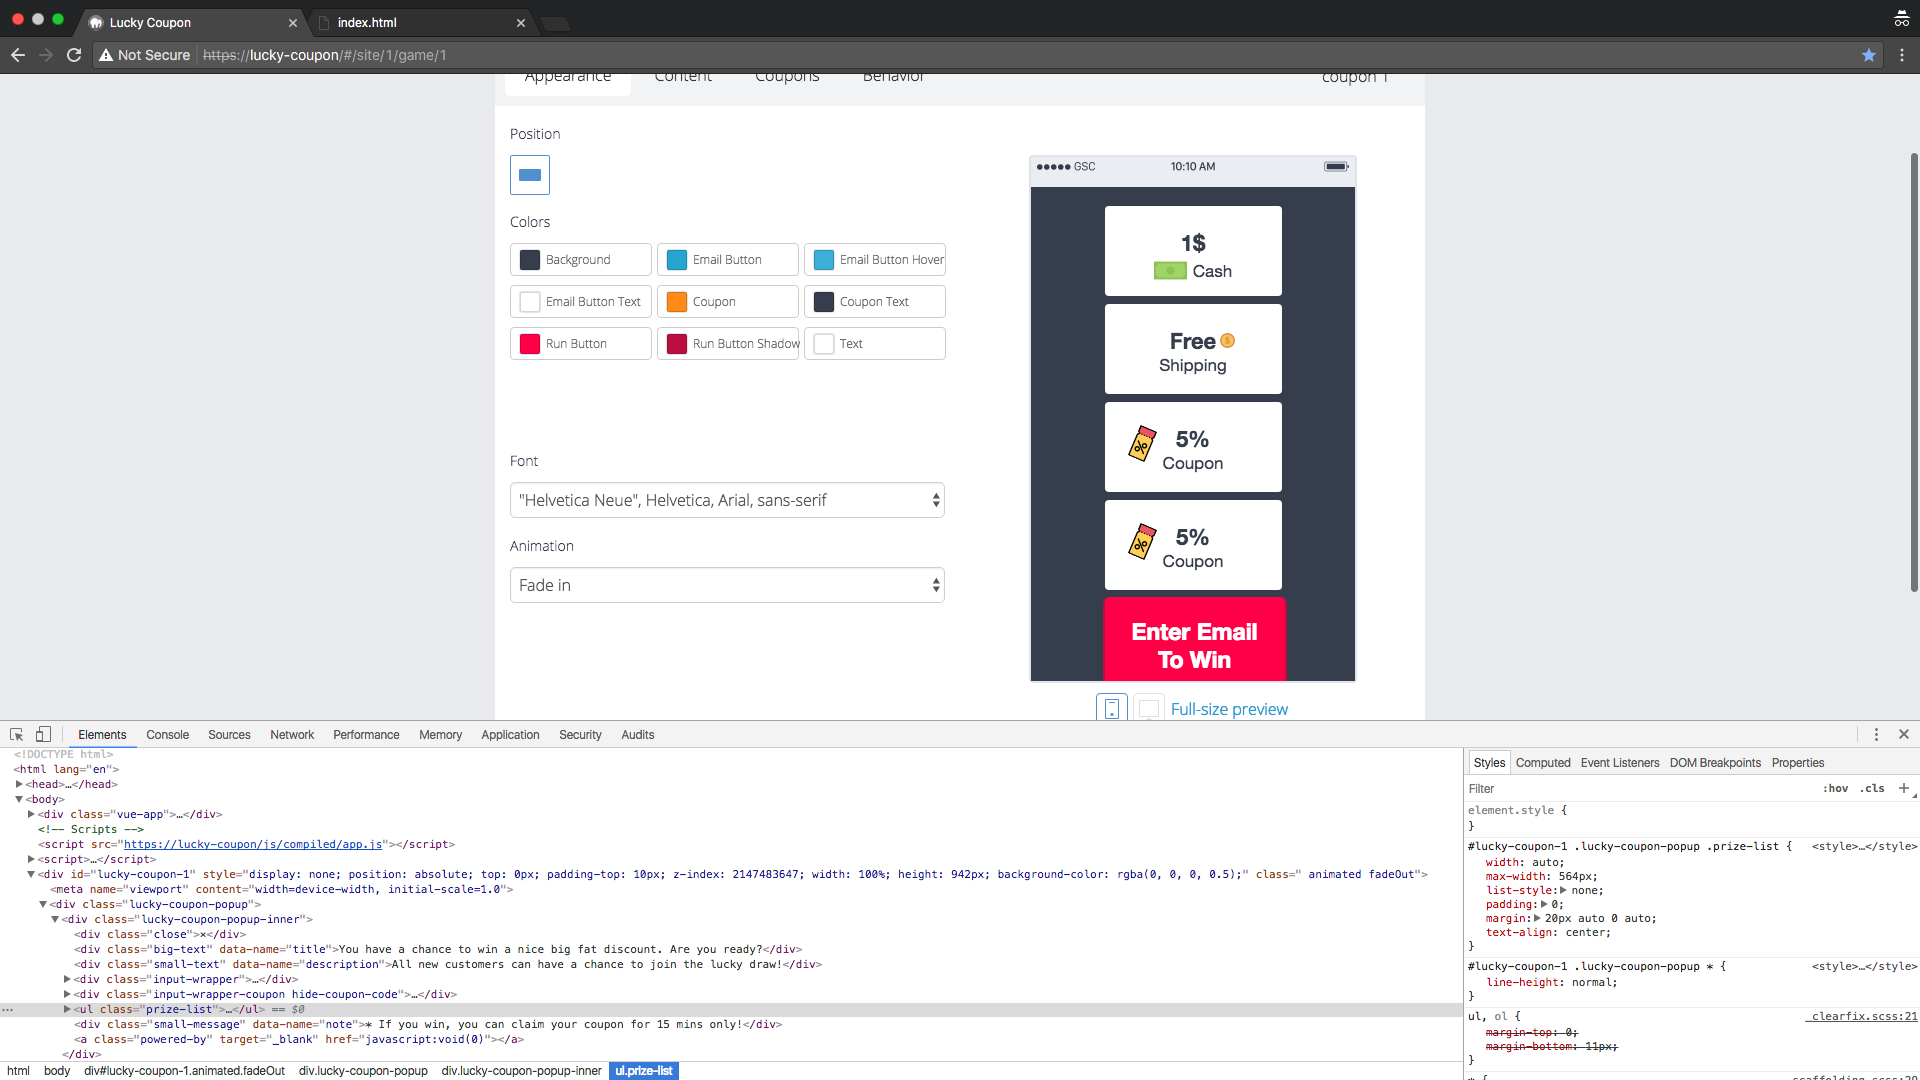 Lucky Coupon
index.html
Not Secure https://lucky-coupon/#/site/1/game/1
Appearance Content Coupons Behavior coupon 1
Position
Colors
Background Email Button Email Button Hover
Email Button Text Coupon Coupon Text
Run Button Run Button Shadow Text
Font
"Helvetica Neue", Helvetica, Arial, sans-serif
Animation
Fade in
GSC 10:10 AM
1$
Cash
Free
Shipping
5%
Coupon
5%
Coupon
Enter Email
To Win
Full-size preview
Elements Console Sources Network Performance Memory Application Security Audits
<!DOCTYPE html>
<html lang="en">
▶<head>…</head>
▼<body>
▶<div class="vue-app">…</div>
<!-- Scripts -->
<script src="https://lucky-coupon/js/compiled/app.js"></script>
▶<script>…</script>
▼<div id="lucky-coupon-1" style="display: none; position: absolute; top: 0px; padding-top: 10px; z-index: 2147483647; width: 100%; height: 942px; background-color: rgba(0, 0, 0, 0.5);" class=" animated fadeOut">
<meta name="viewport" content="width=device-width, initial-scale=1.0">
▼<div class="lucky-coupon-popup">
▼<div class="lucky-coupon-popup-inner">
<div class="close">×</div>
<div class="big-text" data-name="title">You have a chance to win a nice big fat discount. Are you ready?</div>
<div class="small-text" data-name="description">All new customers can have a chance to join the lucky draw!</div>
▶<div class="input-wrapper">…</div>
▶<div class="input-wrapper-coupon hide-coupon-code">…</div>
… ▶<ul class="prize-list">…</ul> == $0
<div class="small-message" data-name="note">* If you win, you can claim your coupon for 15 mins only!</div>
<a class="powered-by" target="_blank" href="javascript:void(0)"></a>
</div>
html body div#lucky-coupon-1.animated.fadeOut div.lucky-coupon-popup div.lucky-coupon-popup-inner ul.prize-list
Styles Computed Event Listeners DOM Breakpoints Properties
Filter :hov .cls +
element.style {
}
#lucky-coupon-1 .lucky-coupon-popup .prize-list { <style>…</style>
width: auto;
max-width: 564px;
list-style:▶none;
padding:▶0;
margin:▶20px auto 0 auto;
text-align: center;
}
#lucky-coupon-1 .lucky-coupon-popup * { <style>…</style>
line-height: normal;
}
ul, ol { _clearfix.scss:21
margin-top: 0;
margin-bottom: 11px;
}
* { scaffolding.scss:20